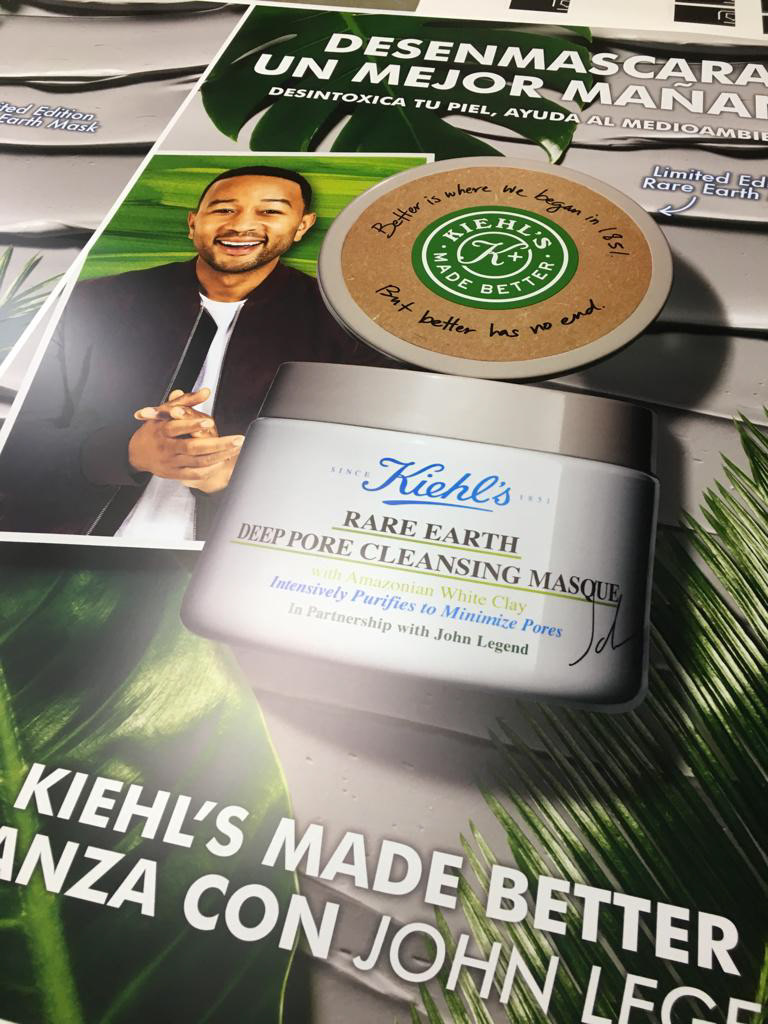 DESENMASCARA
UN MEJOR MAÑAN
DESINTOXICA TU PIEL, AYUDA AL MEDIOAMBIE
ted Edition
Earth Mask
Limited Edi
Rare Earth
Better is where we began in 1851.
KIEHL'S
K+
MADE BETTER
But better has no end.
SINCE Kiehl's 1851
RARE EARTH
DEEP PORE CLEANSING MASQUE
with Amazonian White Clay
Intensively Purifies to Minimize Pores
In Partnership with John Legend
KIEHL'S MADE BETTER
ANZA CON JOHN LEGE